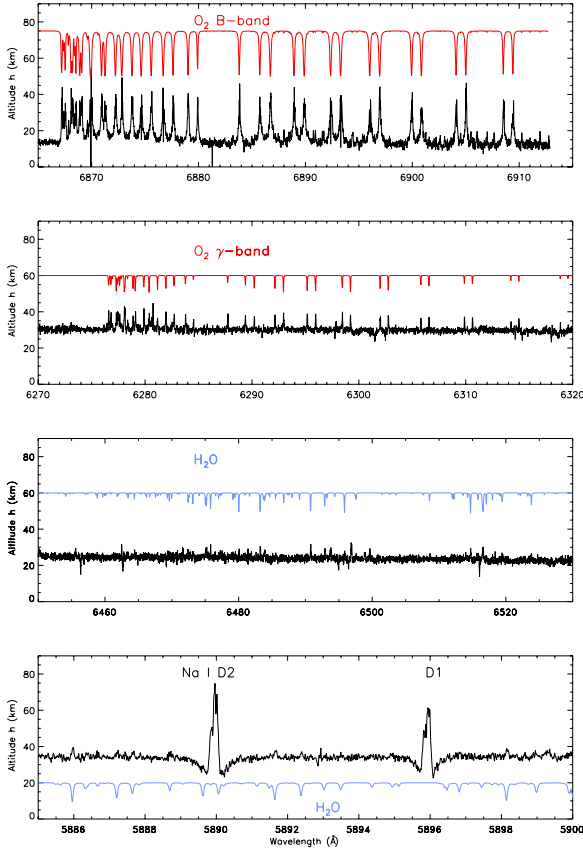 O₂ B-band
Altitude h (km)
80
60
40
20
0
6870 6880 6890 6900 6910
O₂ γ-band
Altitude h (km)
80
60
40
20
0
6270 6280 6290 6300 6310 6320
H₂O
Altitude h (km)
80
60
40
20
0
6460 6480 6500 6520
Na I D2 D1
Altitude h (km)
80
60
40
20
0
H₂O
5886 5888 5890 5892 5894 5896 5898 5900
Wavelength (Å)